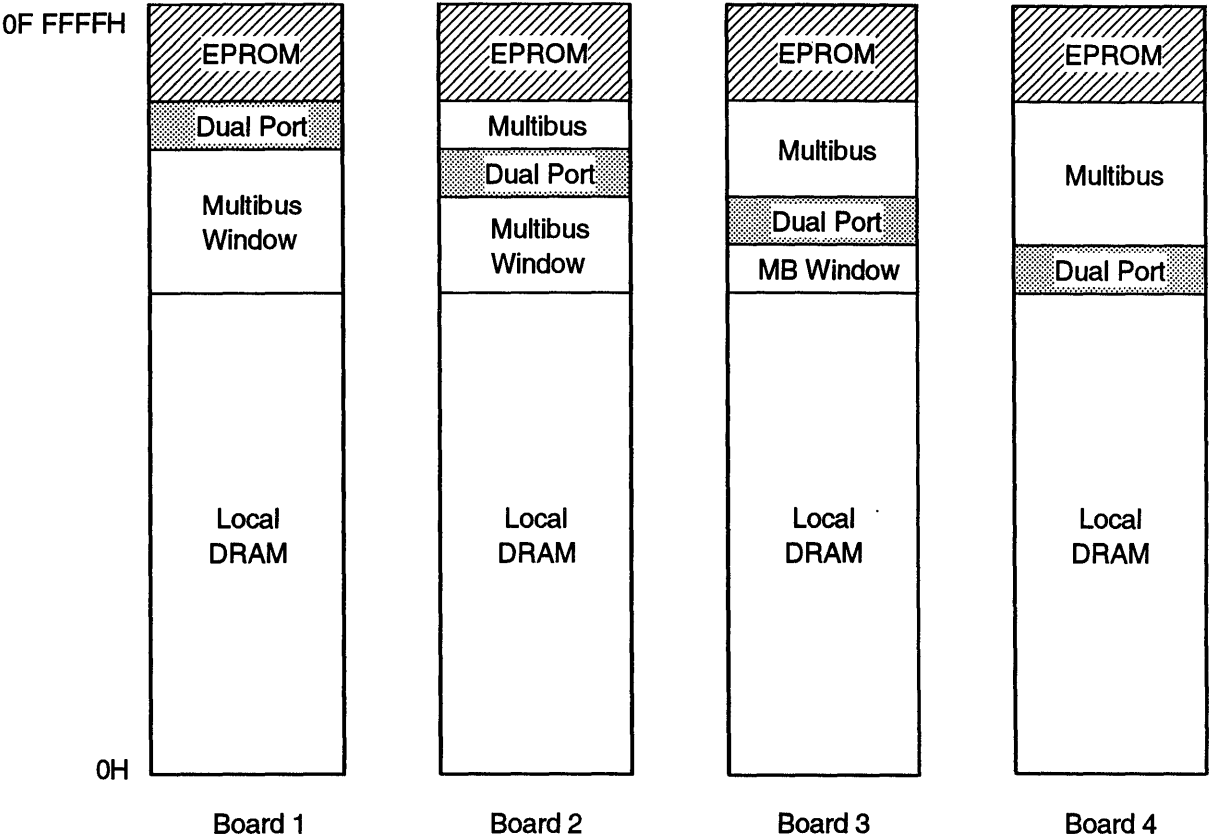 0F FFFFH
EPROM
Dual Port
Multibus
Window
Local
DRAM
0H
Board 1
EPROM
Multibus
Dual Port
Multibus
Window
Local
DRAM
Board 2
EPROM
Multibus
Dual Port
MB Window
Local
DRAM
Board 3
EPROM
Multibus
Dual Port
Local
DRAM
Board 4